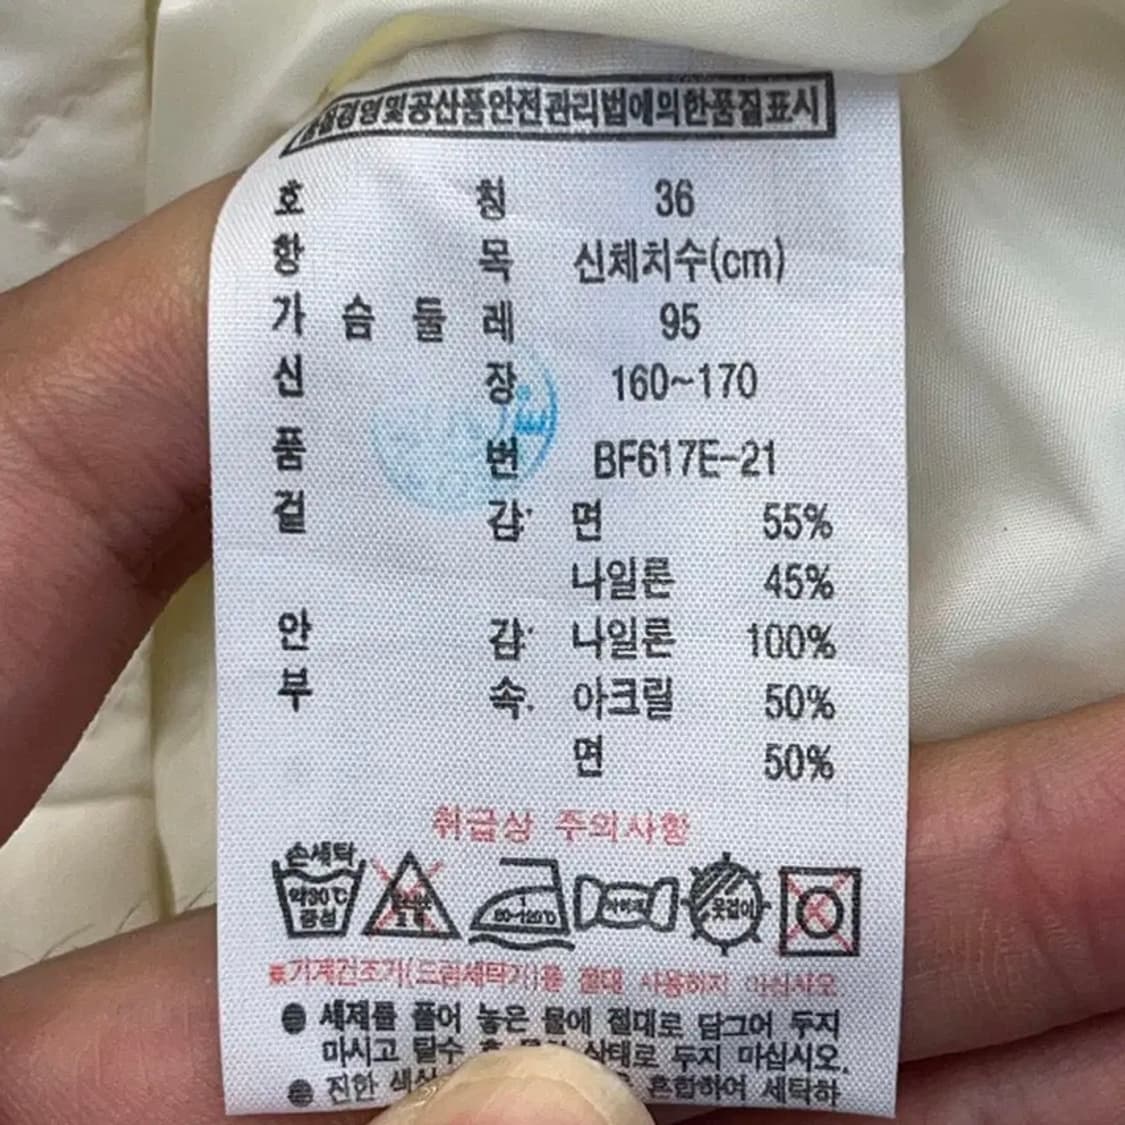 품질경영및공산품안전관리법에의한품질표시
호 칭 36
항 목 신체치수(cm)
가 슴 둘 레 95
신 장 160~170
품 번 BF617E-21
겉 감: 면 55%
나일론 45%
안 감: 나일론 100%
부 속. 아크릴 50%
면 50%
취급상 주의사항
손세탁
약30℃
중성
80~120℃
옷걸이
※기계건조기(드럼세탁기)를 절대 사용하지 마십시오
● 세제를 풀어 놓은 물에 절대로 담그어 두지
마시고 탈수 상태로 두지 마십시오.
● 진한 혼합하여 세탁하